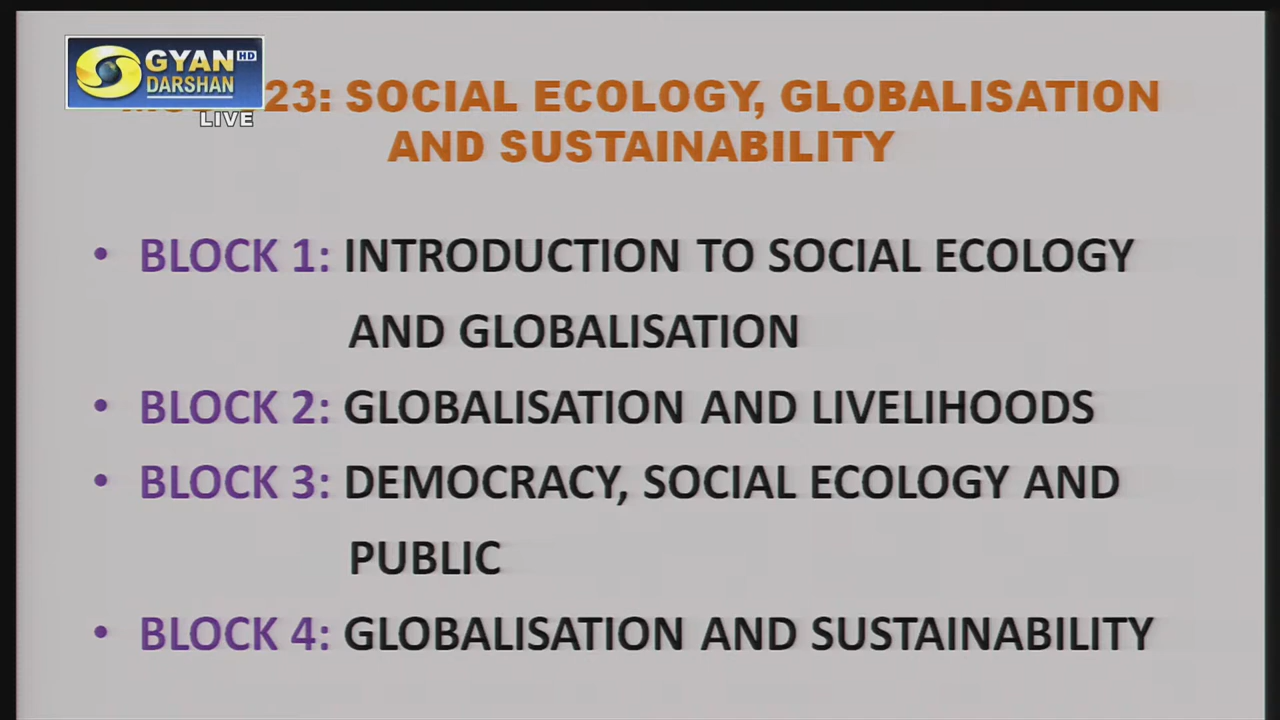 GYAN HD
DARSHAN
LIVE
23: SOCIAL ECOLOGY, GLOBALISATION
AND SUSTAINABILITY
• BLOCK 1: INTRODUCTION TO SOCIAL ECOLOGY
AND GLOBALISATION
• BLOCK 2: GLOBALISATION AND LIVELIHOODS
• BLOCK 3: DEMOCRACY, SOCIAL ECOLOGY AND
PUBLIC
• BLOCK 4: GLOBALISATION AND SUSTAINABILITY